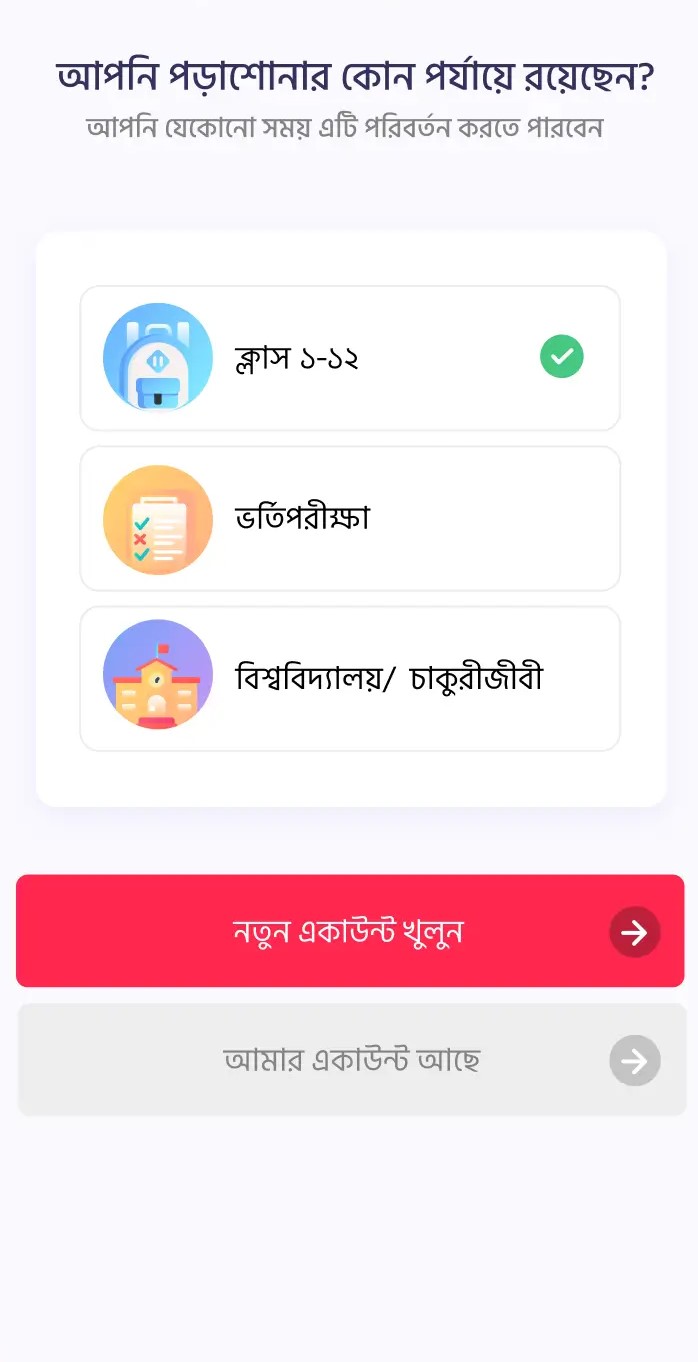 আপনি পড়াশোনার কোন পর্যায়ে রয়েছেন?
আপনি যেকোনো সময় এটি পরিবর্তন করতে পারবেন
ক্লাস ১-১২
ভর্তিপরীক্ষা
বিশ্ববিদ্যালয়/ চাকুরীজীবী
নতুন একাউন্ট খুলুন
আমার একাউন্ট আছে